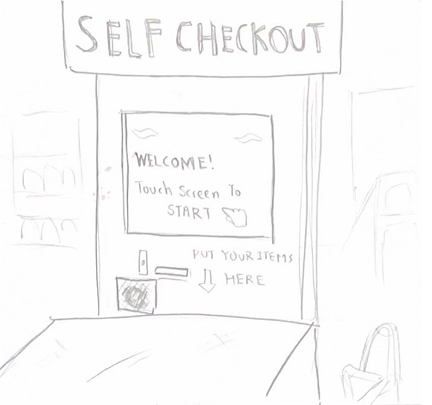 SELF CHECKOUT
WELCOME!
Touch Screen To
START
PUT YOUR ITEMS
HERE